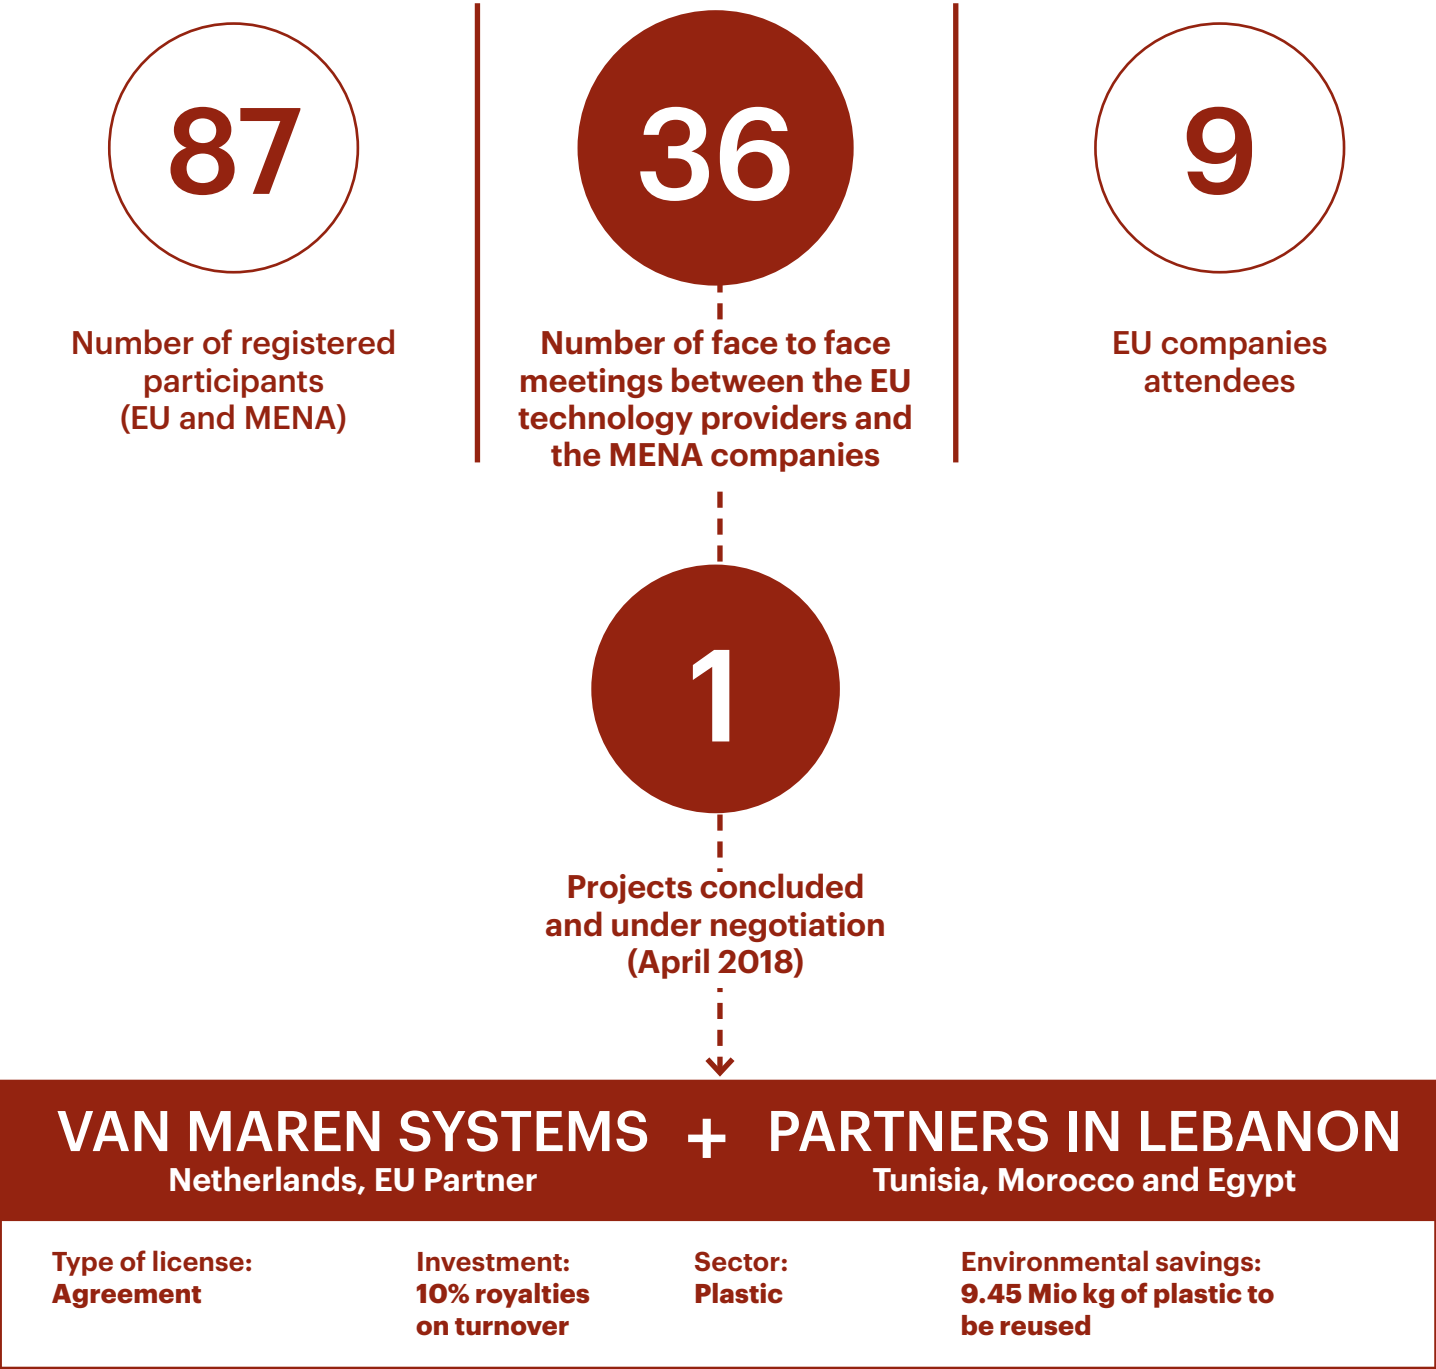 87
Number of registered
participants
(EU and MENA)
36
Number of face to face
meetings between the EU
technology providers and
the MENA companies
9
EU companies
attendees
1
Projects concluded
and under negotiation
(April 2018)
VAN MAREN SYSTEMS + PARTNERS IN LEBANON
Netherlands, EU Partner
Tunisia, Morocco and Egypt
Type of license:
Agreement
Investment:
10% royalties
on turnover
Sector:
Plastic
Environmental savings:
9.45 Mio kg of plastic to
be reused